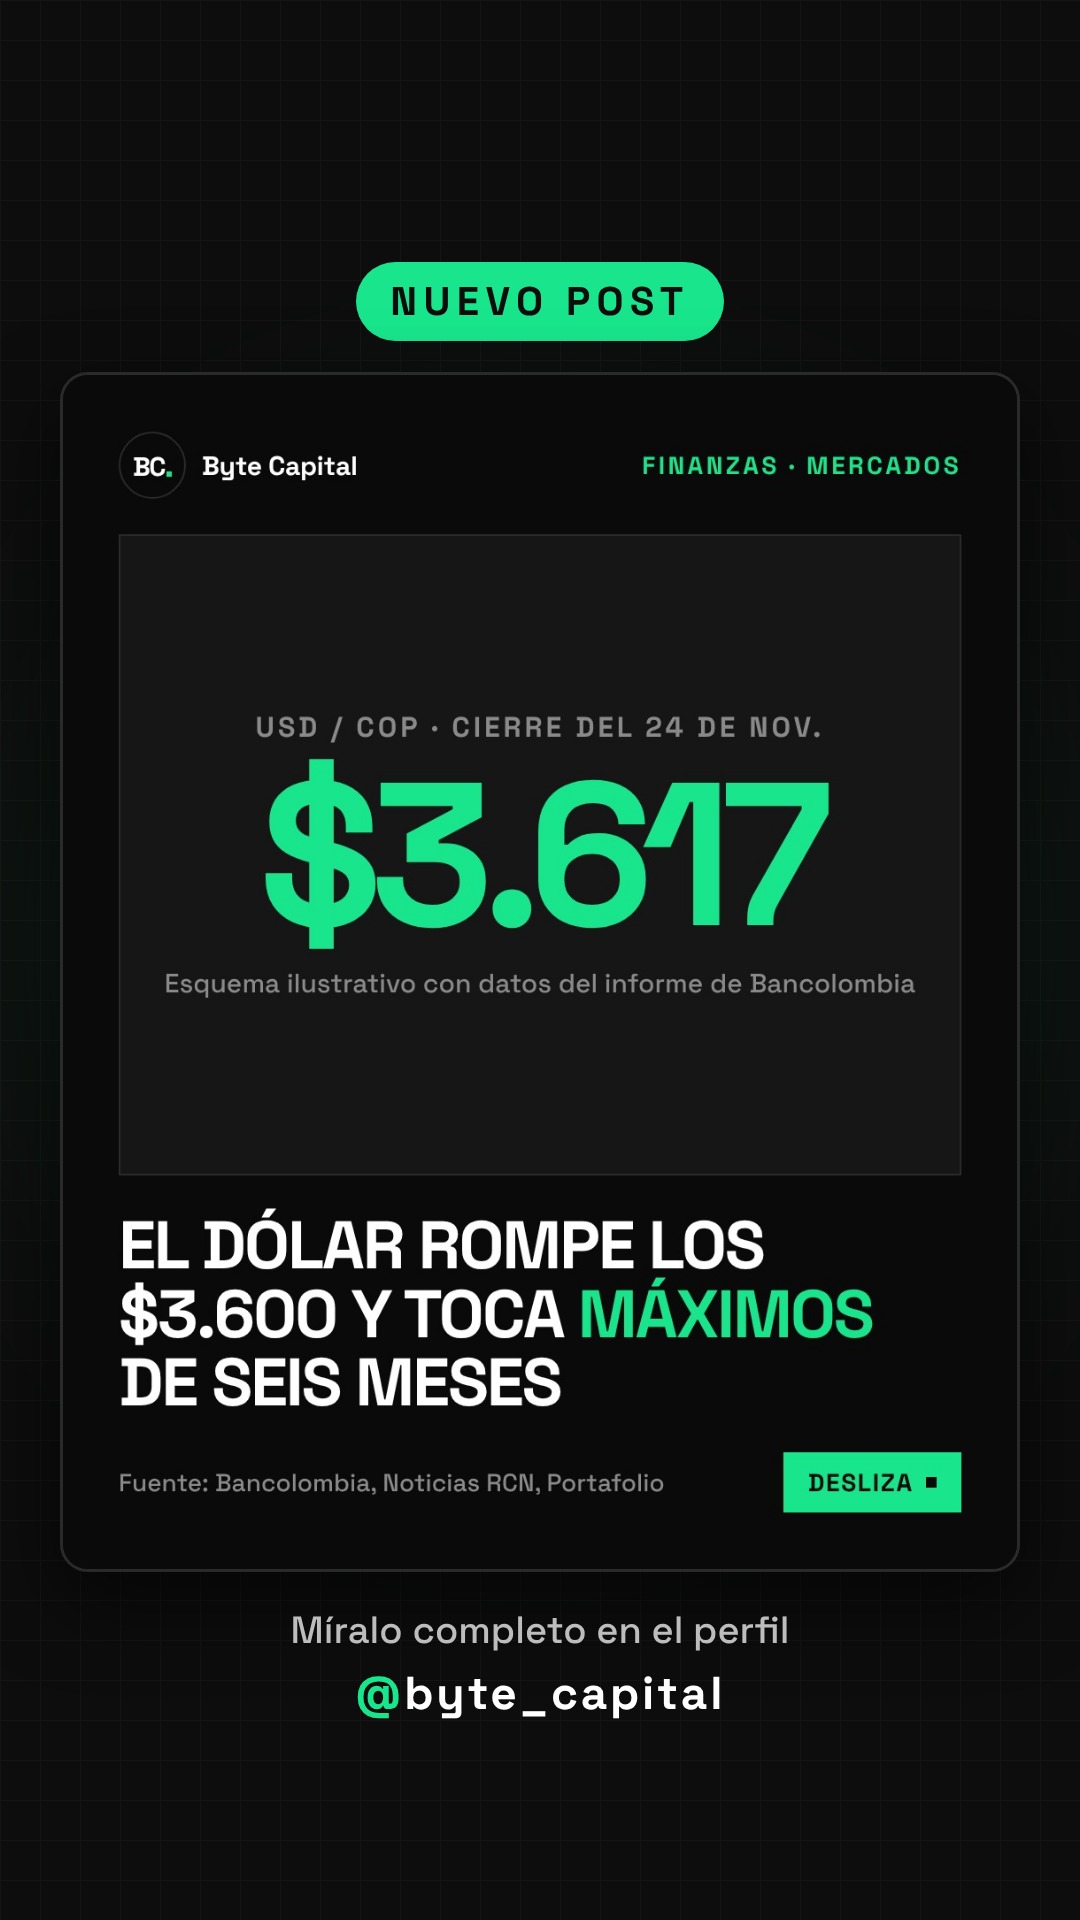 NUEVO POST
BC.
Byte Capital
FINANZAS · MERCADOS
USD / COP · CIERRE DEL 24 DE NOV.
$3.617
Esquema ilustrativo con datos del informe de Bancolombia
EL DÓLAR ROMPE LOS
$3.600 Y TOCA MÁXIMOS
DE SEIS MESES
Fuente: Bancolombia, Noticias RCN, Portafolio
DESLIZA ■
Míralo completo en el perfil
@byte_capital